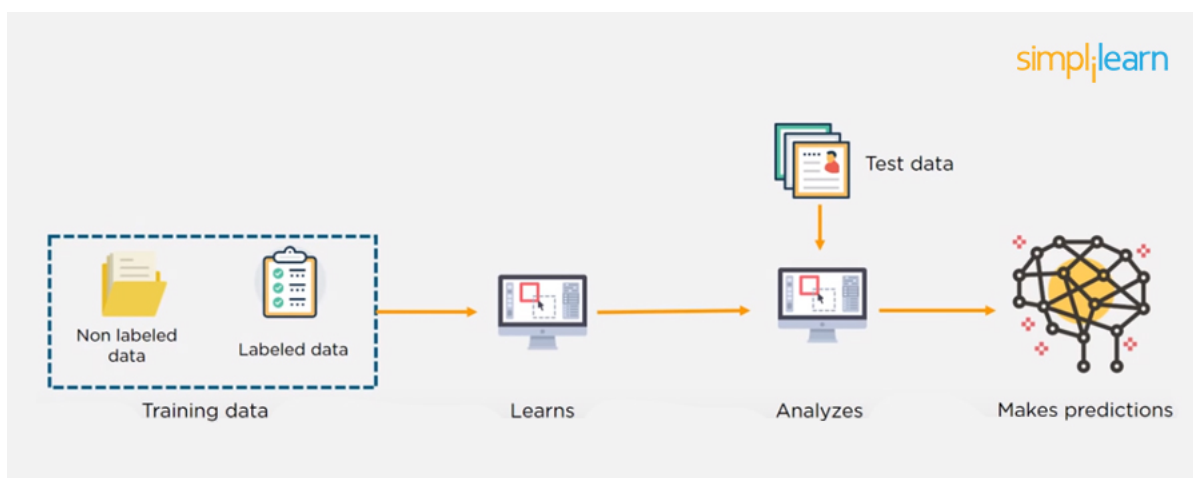 simplilearn
Test data
Non labeled
data
Labeled data
Training data
Learns
Analyzes
Makes predictions